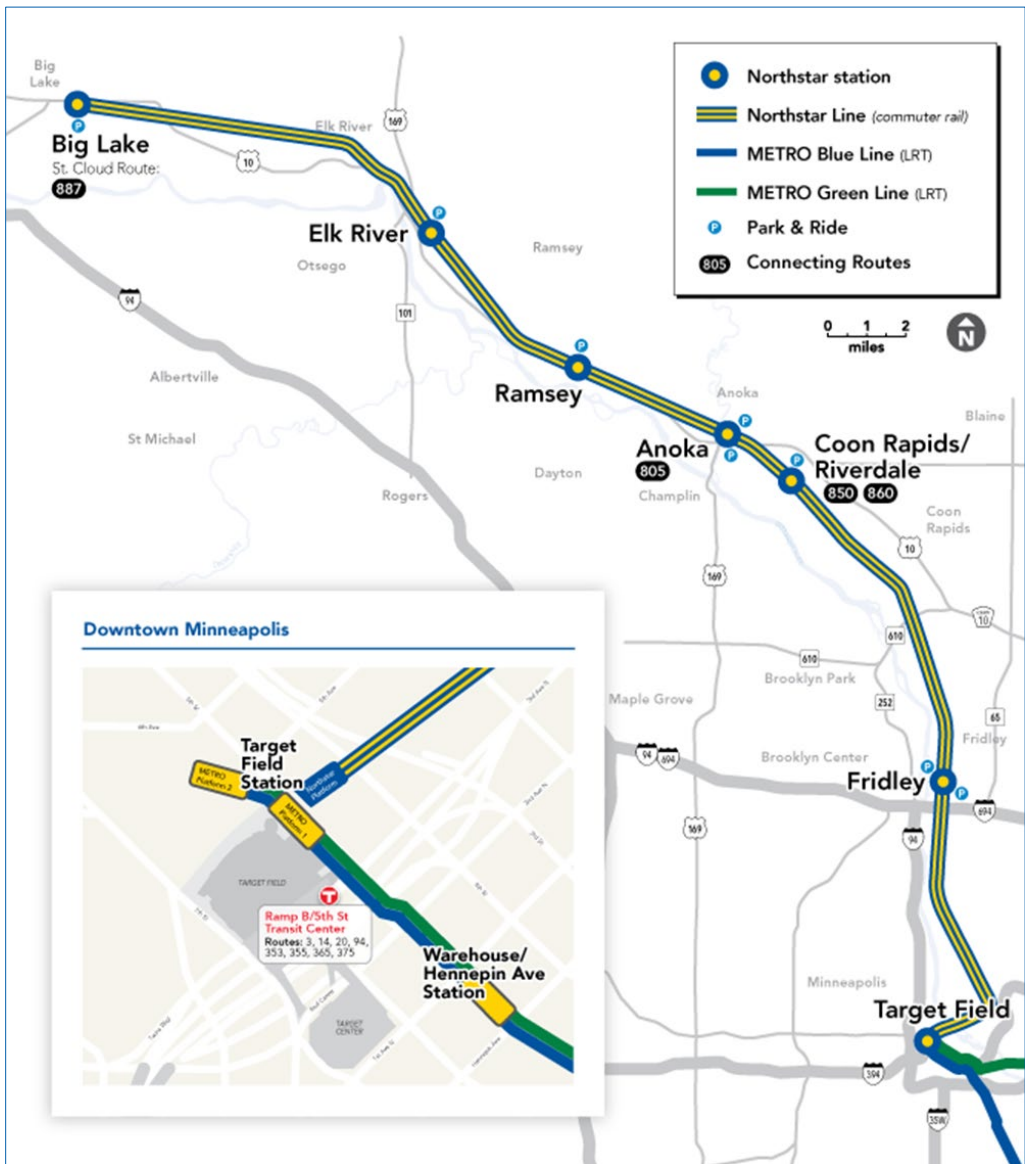 Big
Lake
Big Lake
St. Cloud Route:
887
P
10
Elk River
169
Elk River
P
Otsego
Ramsey
94
101
Albertville
St Michael
Rogers
Ramsey
P
Dayton
Anoka
Anoka
805
P
P
Champlin
Coon Rapids/
Riverdale
850 860
P
Blaine
Coon
Rapids
10
169
10
610
610
Brooklyn Park
Maple Grove
252
65
Fridley
94 694
Brooklyn Center
Fridley
P
P
694
94
169
Minneapolis
Target Field
394
35W
Northstar station
Northstar Line (commuter rail)
METRO Blue Line (LRT)
METRO Green Line (LRT)
P Park & Ride
805 Connecting Routes
0 1 2
miles
N
Downtown Minneapolis
Target
Field
Station
METRO
Platform 2
Northstar
Platform
METRO
Platform 1
TARGET FIELD
T
Ramp B/5th St
Transit Center
Routes: 3, 14, 20, 94,
353, 355, 365, 375
Warehouse/
Hennepin Ave
Station
TARGET
CENTER
Hennepin Ave